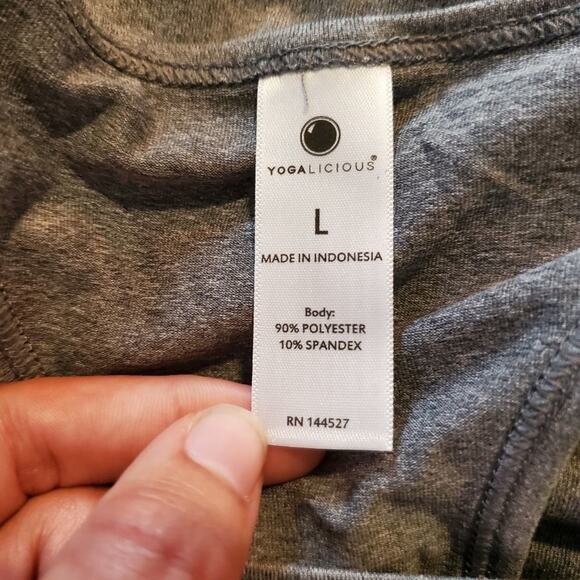 YOGALICIOUS®
L
MADE IN INDONESIA
Body:
90% POLYESTER
10% SPANDEX
RN 144527